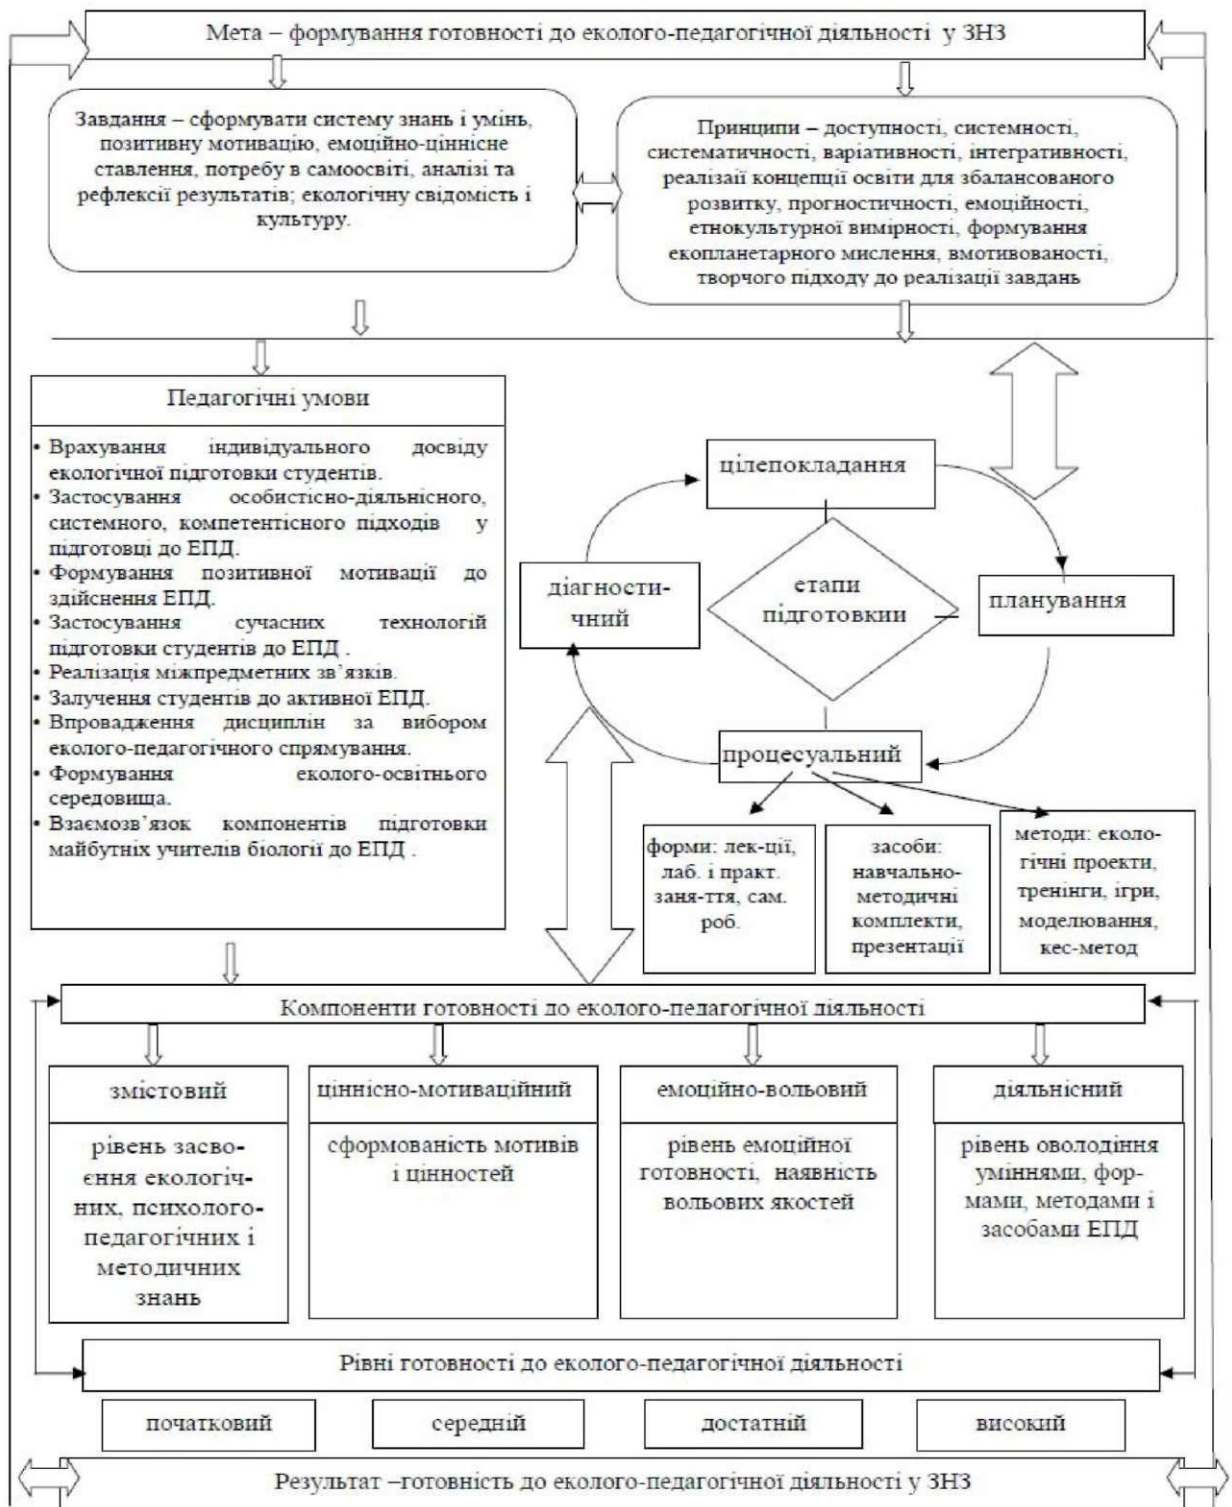 Мета – формування готовності до еколого-педагогічної діяльності у ЗНЗ
Завдання – сформувати систему знань і умінь,
позитивну мотивацію, емоційно-ціннісне
ставлення, потребу в самоосвіті, аналізі та
рефлексії результатів; екологічну свідомість і
культуру.
Принципи – доступності, системності,
систематичності, варіативності, інтегративності,
реалізаії концепції освіти для збалансованого
розвитку, прогностичності, емоційності,
етнокультурної вимірності, формування
екопланетарного мислення, вмотивованості,
творчого підходу до реалізації завдань
Педагогічні умови
• Врахування індивідуального досвіду
екологічної підготовки студентів.
• Застосування особистісно-діяльнісного,
системного, компетентісного підходів у
підготовці до ЕПД.
• Формування позитивної мотивації до
здійснення ЕПД.
• Застосування сучасних технологій
підготовки студентів до ЕПД .
• Реалізація міжпредметних зв’язків.
• Залучення студентів до активної ЕПД.
• Впровадження дисциплін за вибором
еколого-педагогічного спрямування.
• Формування еколого-освітнього
середовища.
• Взаємозв’язок компонентів підготовки
майбутніх учителів біології до ЕПД .
цілепокладання
діагности-
чний
етапи
підготовкии
планування
процесуальний
форми: лек-ції,
лаб. і практ.
заня-ття, сам.
роб.
засоби:
навчально-
методичні
комплекти,
презентації
методи: еколо-
гічні проекти,
тренінги, ігри,
моделювання,
кес-метод
Компоненти готовності до еколого-педагогічної діяльності
змістовий
рівень засво-
єння екологіч-
них, психолого-
педагогічних і
методичних
знань
ціннісно-мотиваційний
сформованість мотивів
і цінностей
емоційно-вольовий
рівень емоційної
готовності, наявність
вольових якостей
діяльнісний
рівень оволодіння
уміннями, фор-
мами, методами і
засобами ЕПД
Рівні готовності до еколого-педагогічної діяльності
початковий
середній
достатній
високий
Результат –готовність до еколого-педагогічної діяльності у ЗНЗ